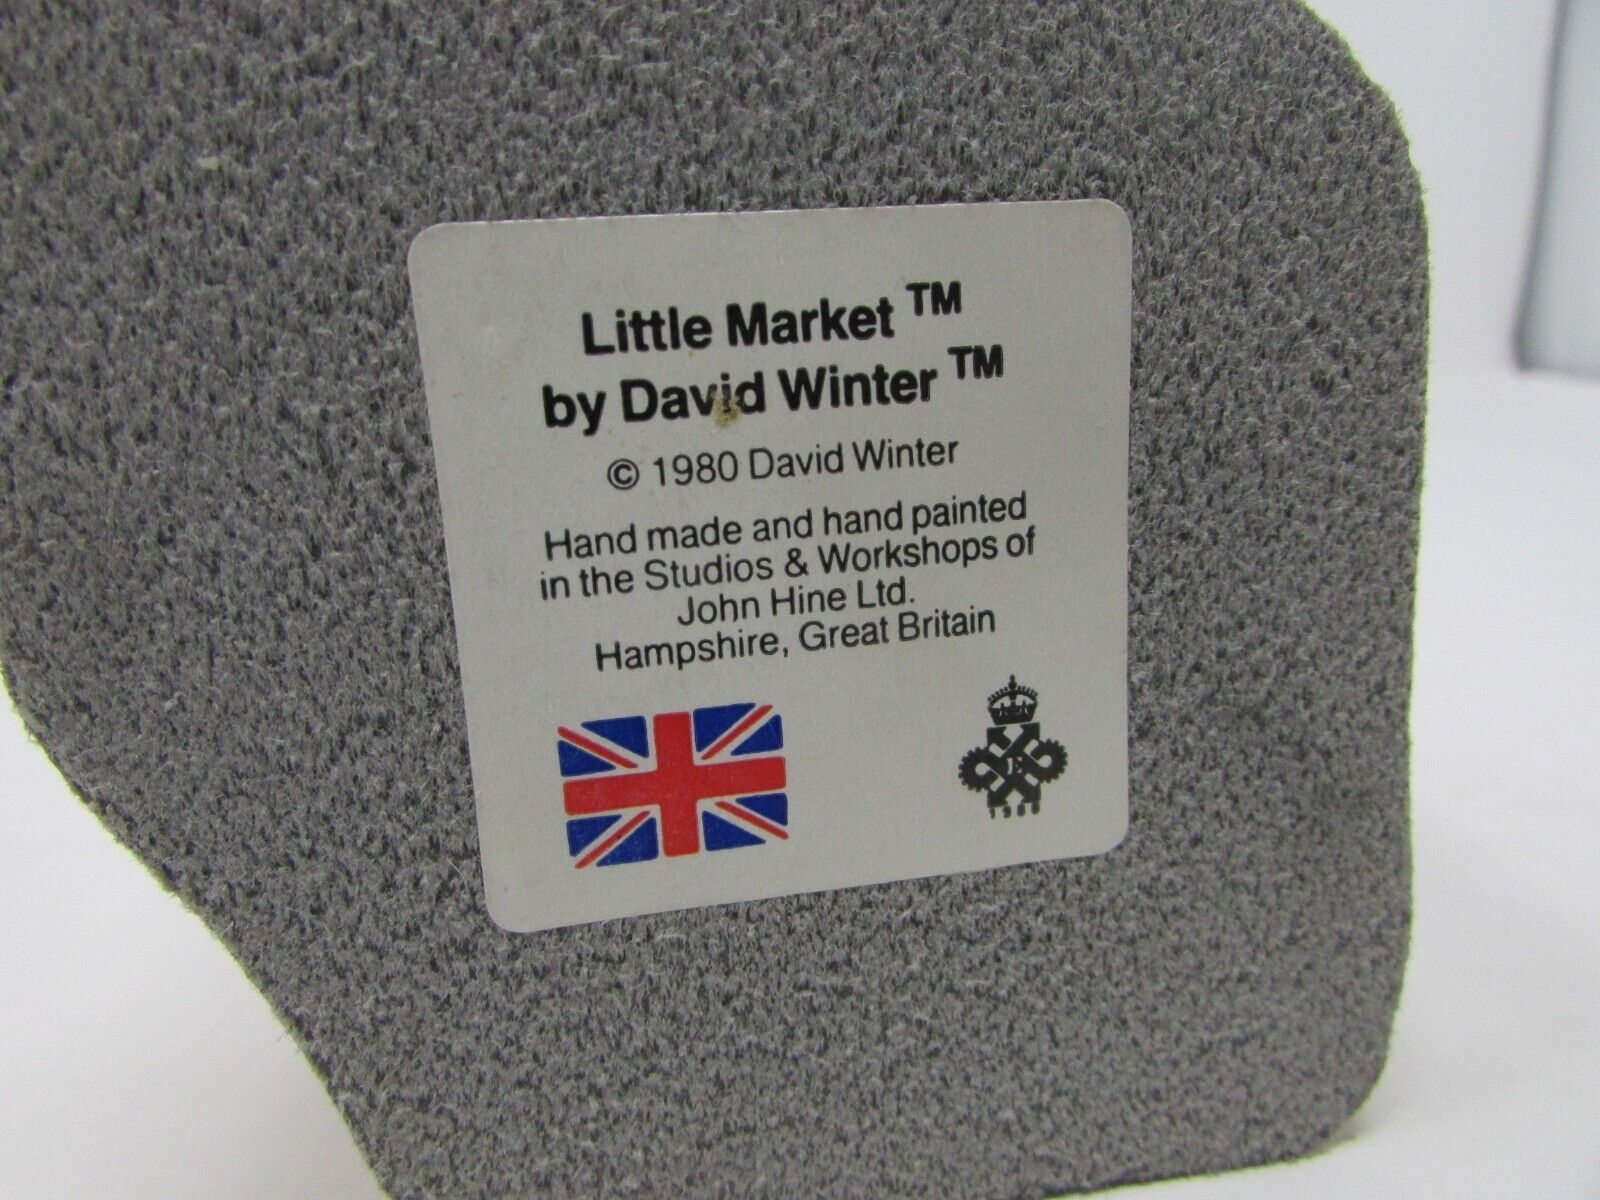 Little Market ™
by David Winter ™
© 1980 David Winter
Hand made and hand painted
in the Studios & Workshops of
John Hine Ltd.
Hampshire, Great Britain